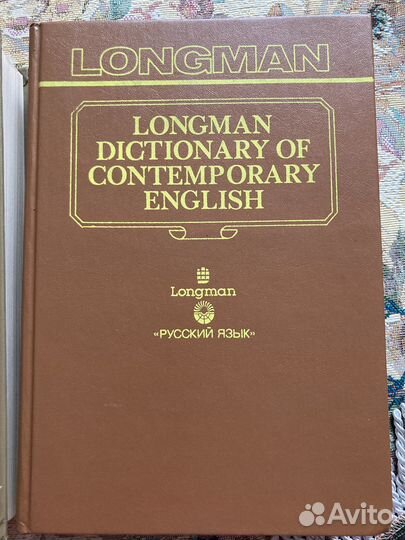 LONGMAN
LONGMAN
DICTIONARY OF
CONTEMPORARY
ENGLISH
Longman
«РУССКИЙ ЯЗЫК»
Avito